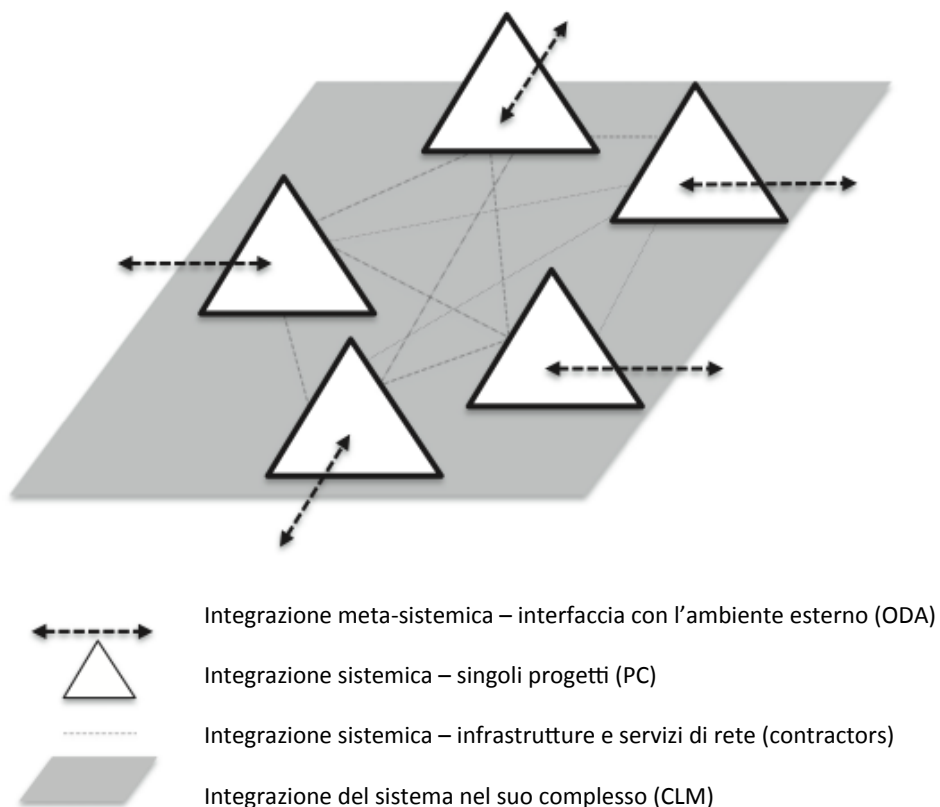 Integrazione meta-sistemica – interfaccia con l’ambiente esterno (ODA)
Integrazione sistemica – singoli progetti (PC)
Integrazione sistemica – infrastrutture e servizi di rete (contractors)
Integrazione del sistema nel suo complesso (CLM)